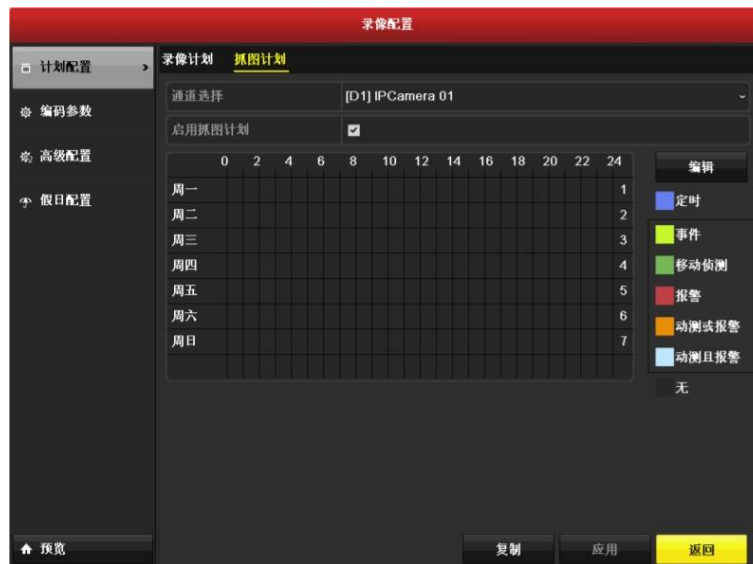 录像配置
计划配置 >
编码参数
高级配置
假日配置
录像计划 抓图计划
通道选择 [D1] IPCamera 01
启用抓图计划
0 2 4 6 8 10 12 14 16 18 20 22 24
周一 1
周二 2
周三 3
周四 4
周五 5
周六 6
周日 7
编辑
定时
事件
移动侦测
报警
动测或报警
动测且报警
无
预览
复制 应用 返回